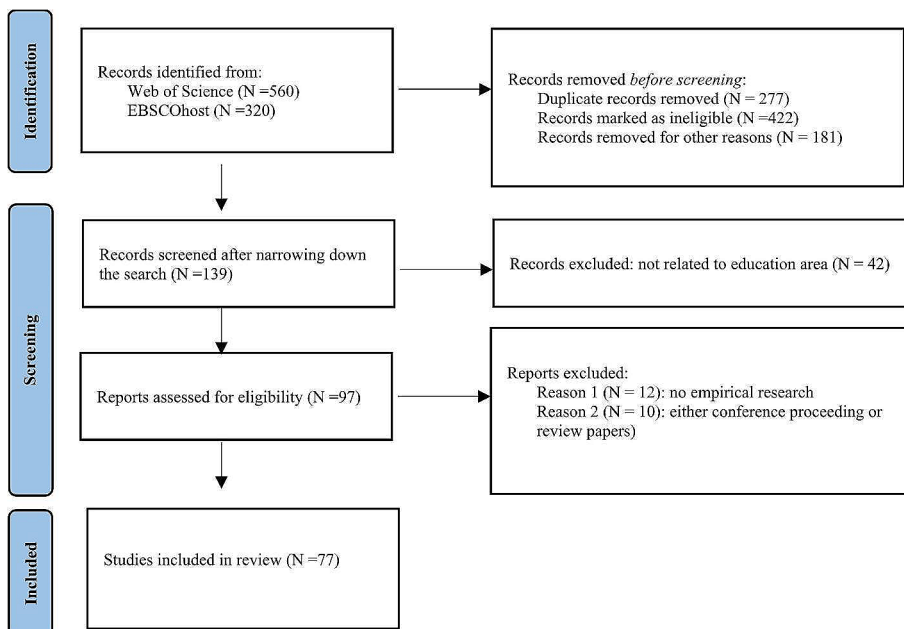 Identification
Records identified from:
Web of Science (N =560)
EBSCOhost (N =320)
Records removed before screening:
Duplicate records removed (N = 277)
Records marked as ineligible (N =422)
Records removed for other reasons (N = 181)
Screening
Records screened after narrowing down
the search (N =139)
Records excluded: not related to education area (N = 42)
Reports assessed for eligibility (N =97)
Reports excluded:
Reason 1 (N = 12): no empirical research
Reason 2 (N = 10): either conference proceeding or
review papers)
Included
Studies included in review (N =77)